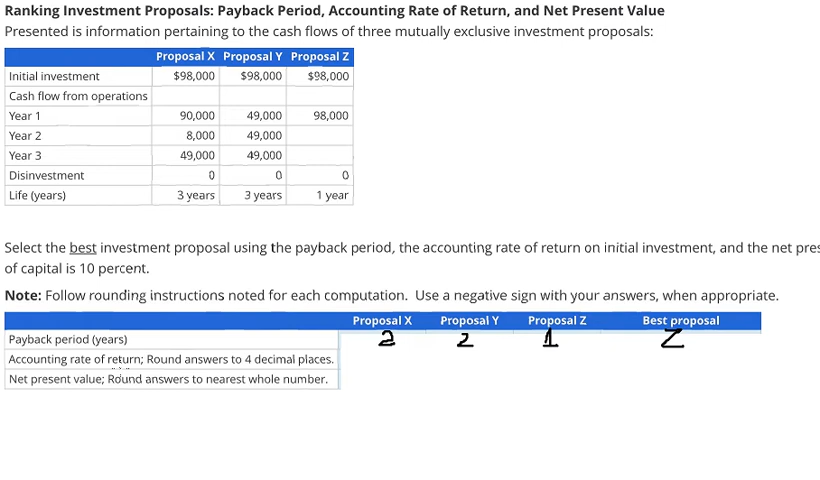 Ranking Investment Proposals: Payback Period, Accounting Rate of Return, and Net Present Value
Presented is information pertaining to the cash flows of three mutually exclusive investment proposals:
Proposal X Proposal Y Proposal Z
Initial investment $98,000 $98,000 $98,000
Cash flow from operations
Year 1 90,000 49,000 98,000
Year 2 8,000 49,000
Year 3 49,000 49,000
Disinvestment 0 0 0
Life (years) 3 years 3 years 1 year
Select the best investment proposal using the payback period, the accounting rate of return on initial investment, and the net pres
of capital is 10 percent.
Note: Follow rounding instructions noted for each computation. Use a negative sign with your answers, when appropriate.
Proposal X Proposal Y Proposal Z Best proposal
Payback period (years) 2 2 1 Z
Accounting rate of return; Round answers to 4 decimal places.
Net present value; Round answers to nearest whole number.